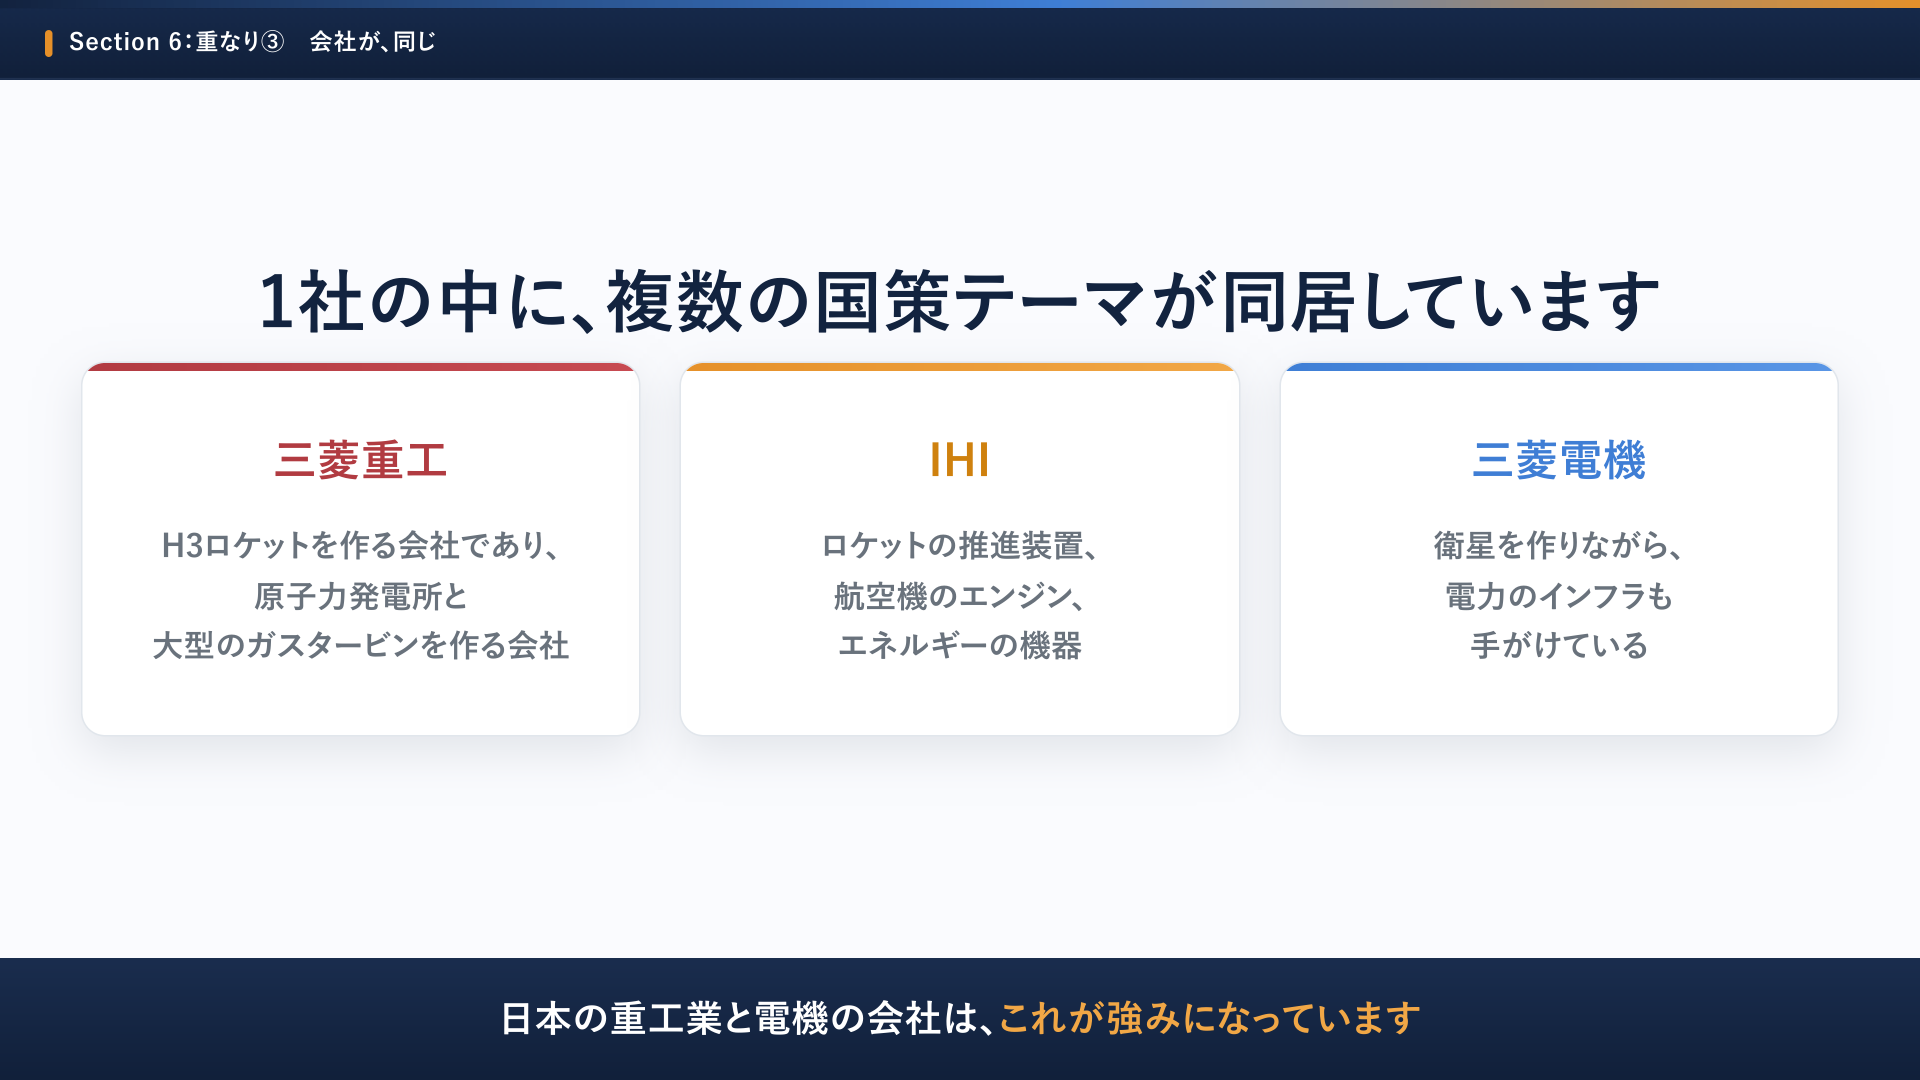 Section 6：重なり③　会社が、同じ
1社の中に、複数の国策テーマが同居しています
三菱重工
H3ロケットを作る会社であり、
原子力発電所と
大型のガスタービンを作る会社
IHI
ロケットの推進装置、
航空機のエンジン、
エネルギーの機器
三菱電機
衛星を作りながら、
電力のインフラも
手がけている
日本の重工業と電機の会社は、これが強みになっています